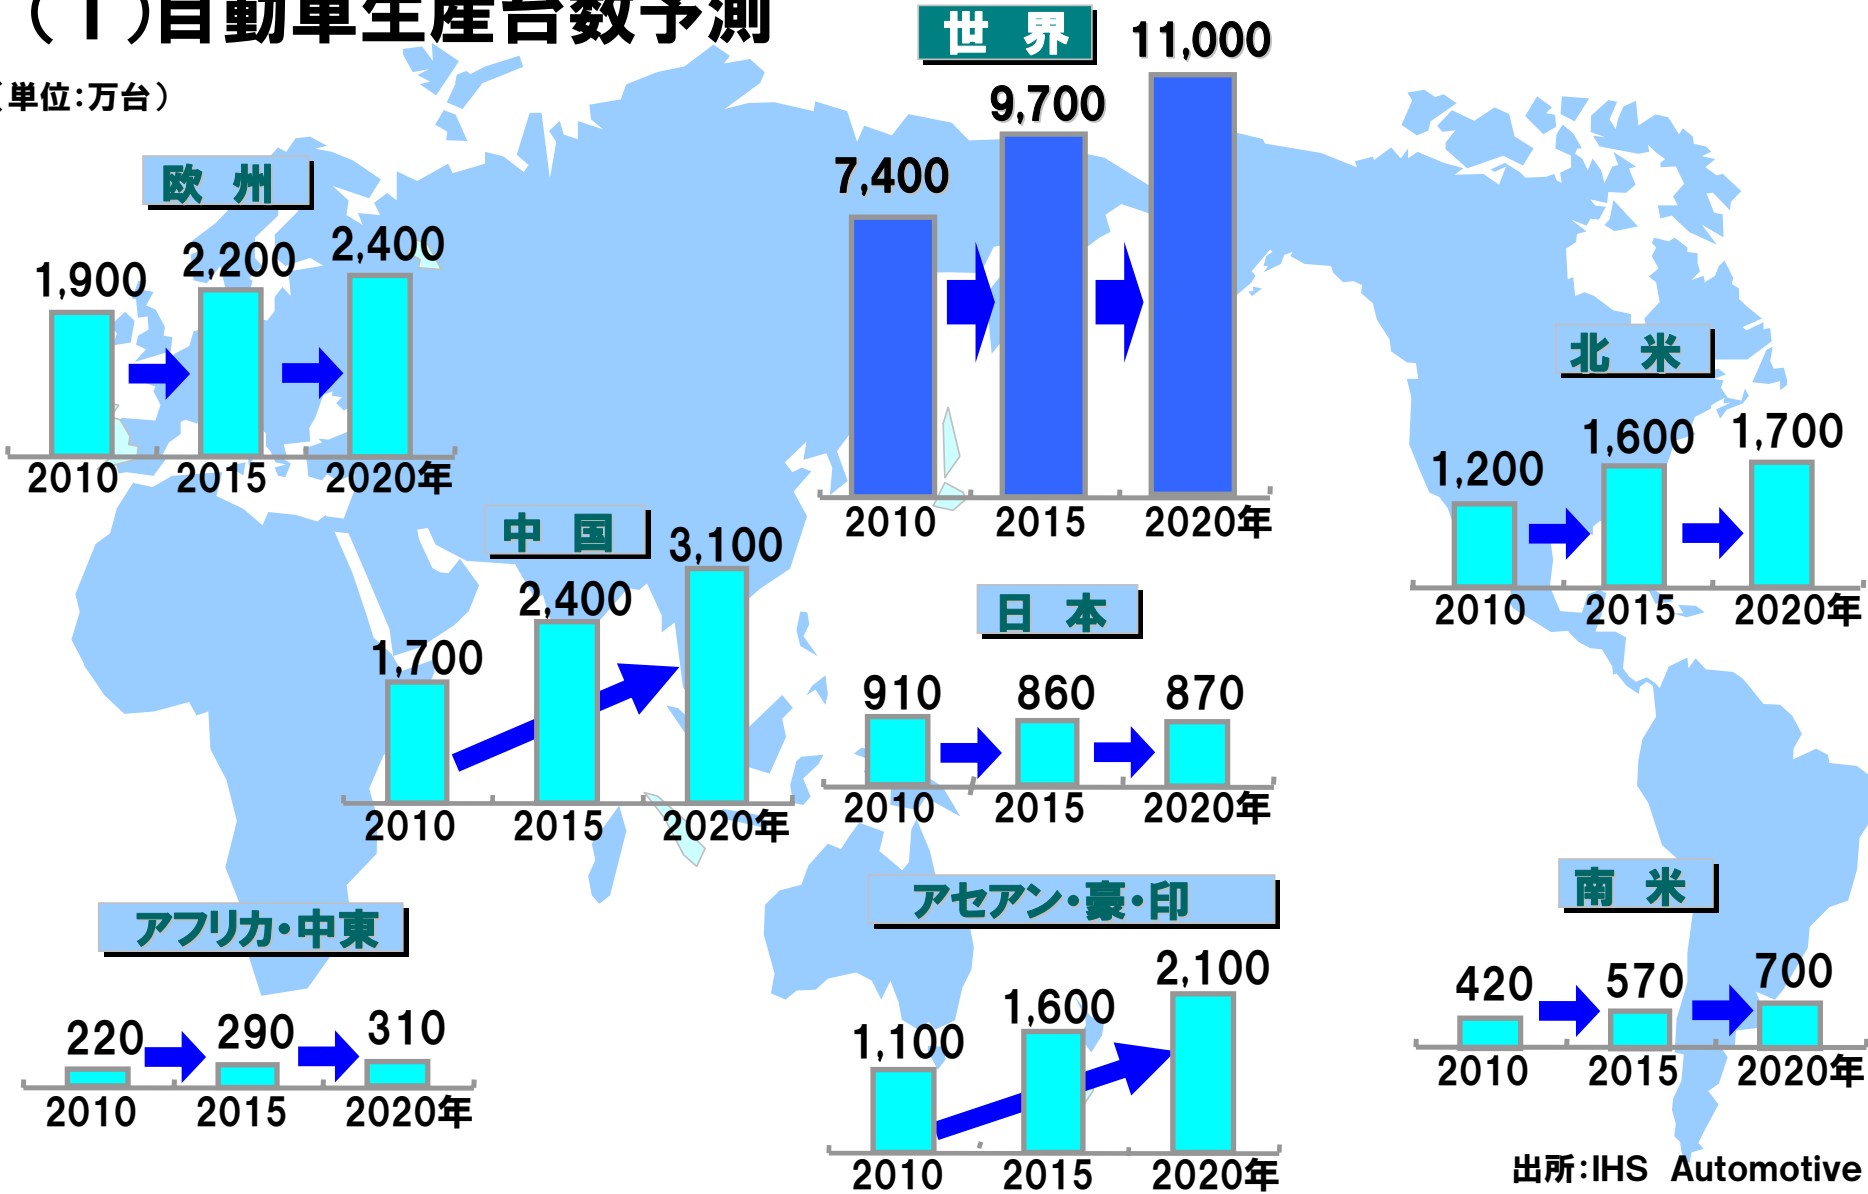 (1)自動車生産台数予測
(単位:万台)
世 界
7,400 9,700 11,000
2010 2015 2020年
欧 州
1,900 2,200 2,400
2010 2015 2020年
北 米
1,200 1,600 1,700
2010 2015 2020年
中 国
1,700 2,400 3,100
2010 2015 2020年
日 本
910 860 870
2010 2015 2020年
アフリカ・中東
220 290 310
2010 2015 2020年
アセアン・豪・印
1,100 1,600 2,100
2010 2015 2020年
南 米
420 570 700
2010 2015 2020年
出所:IHS Automotive